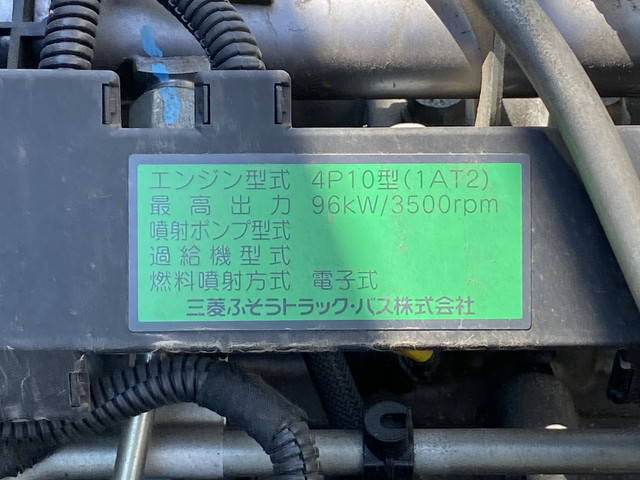 エンジン型式 4P10型(1AT2)
最高出力 96kW/3500rpm
噴射ポンプ型式
過給機型式
燃料噴射方式 電子式
三菱ふそうトラック・バス株式会社